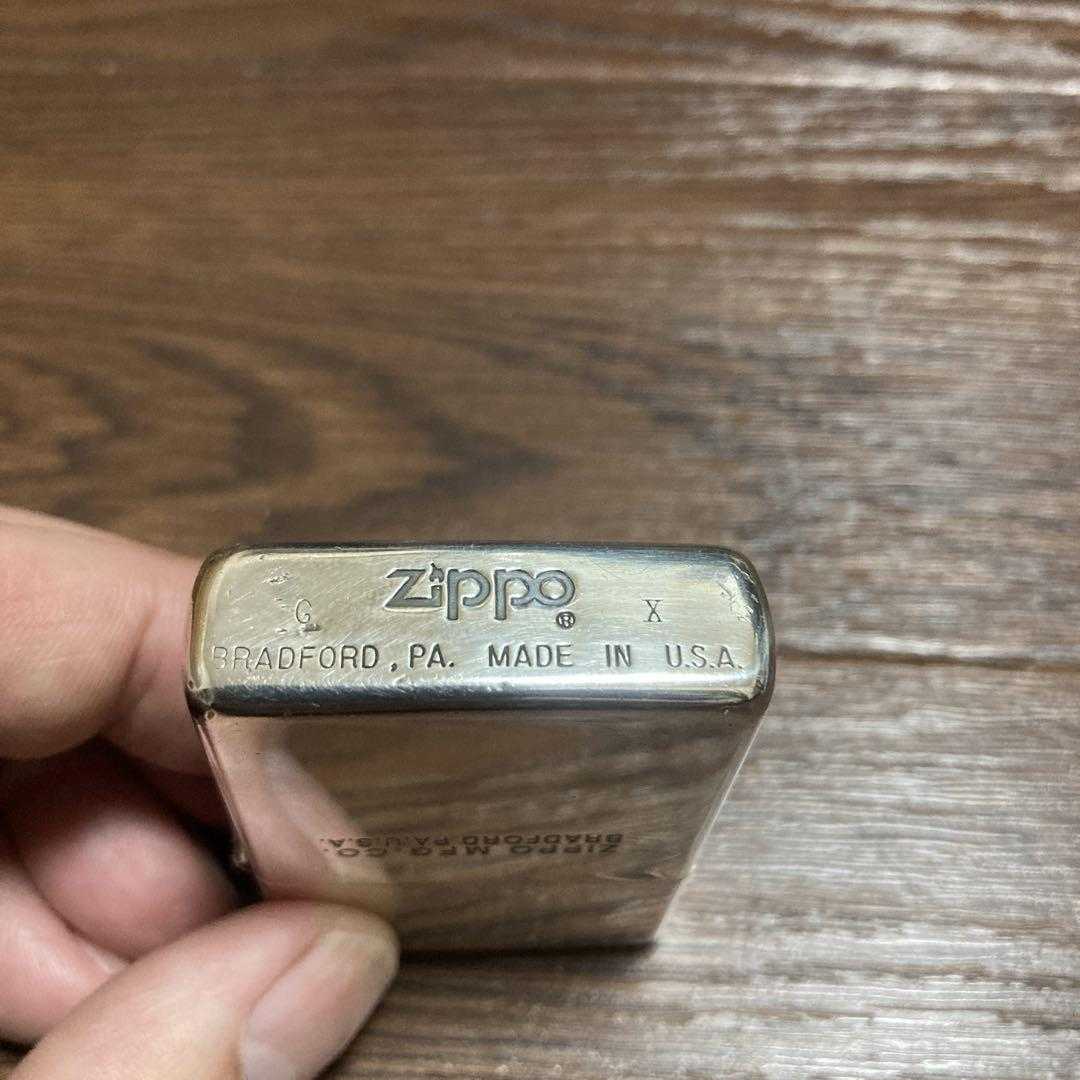 Zippo ®
G X
BRADFORD, PA. MADE IN U.S.A.
ZIPPO MFG. CO.
BRADFORD PA. U.S.A.